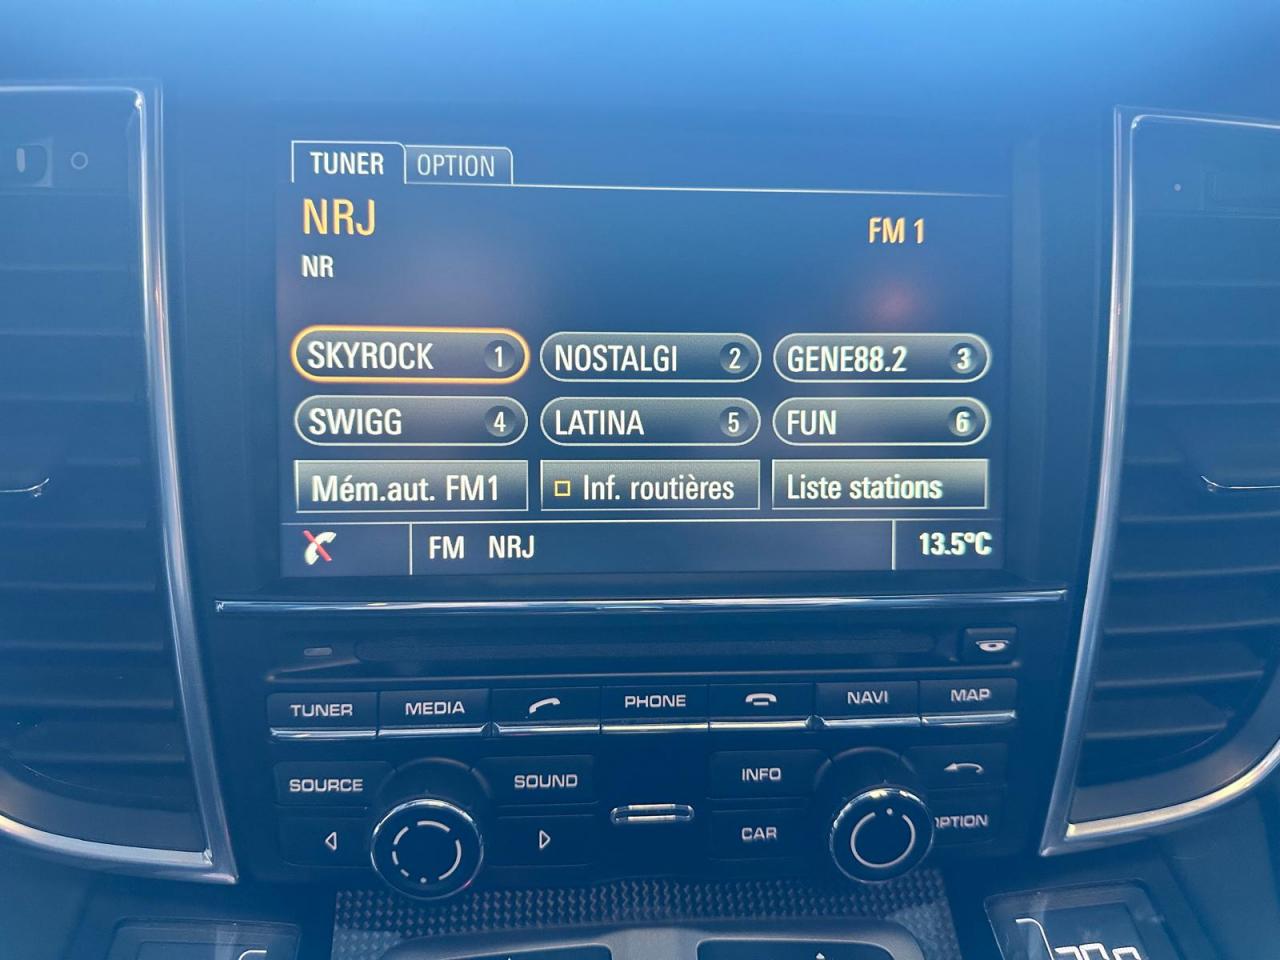 TUNER OPTION
NRJ FM 1
NR
SKYROCK 1 NOSTALGI 2 GENE88.2 3
SWIGG 4 LATINA 5 FUN 6
Mém.aut. FM1 Inf. routières Liste stations
FM NRJ 13.5°C
TUNER MEDIA PHONE NAVI MAP
SOURCE SOUND INFO
CAR OPTION